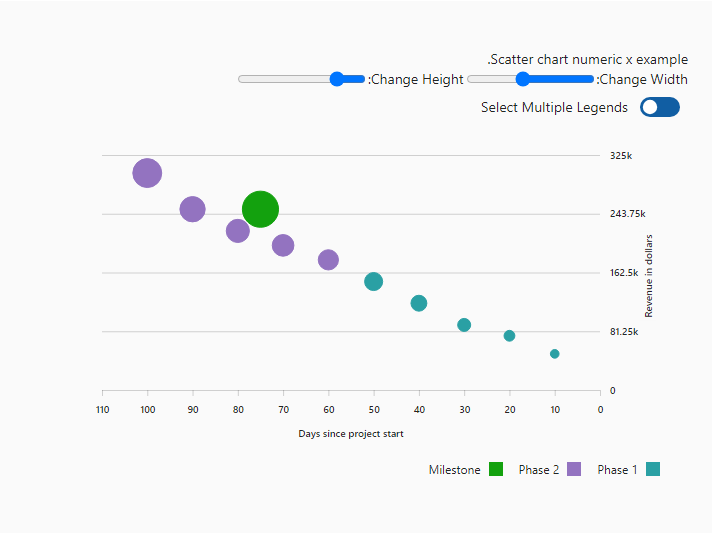 .Scatter chart numeric x example
:Change Width :Change Height
Select Multiple Legends
325k
243.75k
162.5k
81.25k
0
Revenue in dollars
110 100 90 80 70 60 50 40 30 20 10 0
Days since project start
Milestone Phase 2 Phase 1